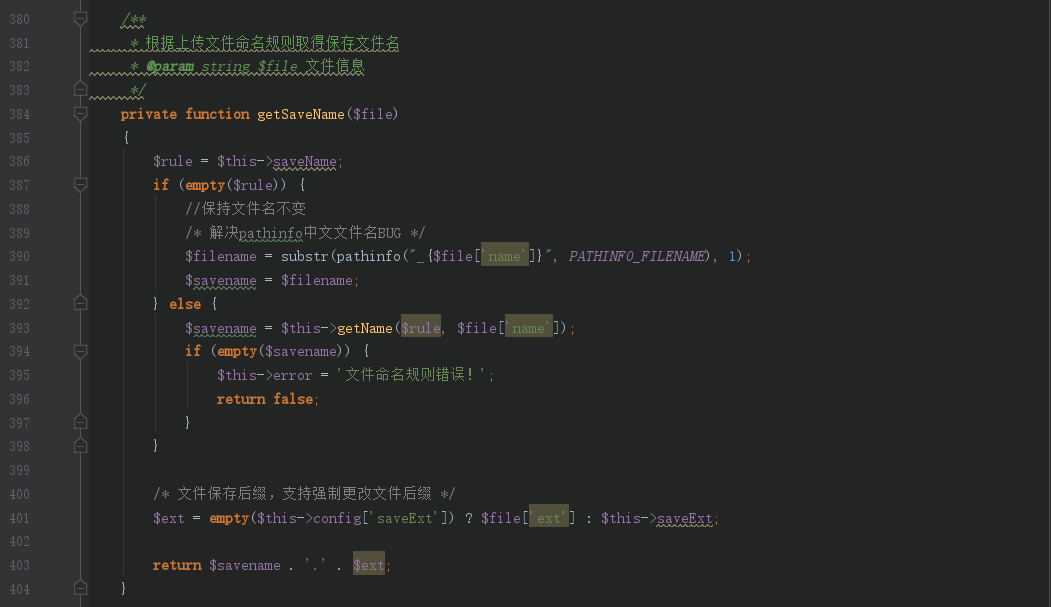 380 /**
381 * 根据上传文件命名规则取得保存文件名
382 * @param string $file 文件信息
383 */
384 private function getSaveName($file)
385 {
386 $rule = $this->saveName;
387 if (empty($rule)) {
388 //保持文件名不变
389 /* 解决pathinfo中文文件名BUG */
390 $filename = substr(pathinfo("_{$file['name']}", PATHINFO_FILENAME), 1);
391 $savename = $filename;
392 } else {
393 $savename = $this->getName($rule, $file['name']);
394 if (empty($savename)) {
395 $this->error = '文件命名规则错误！';
396 return false;
397 }
398 }
399
400 /* 文件保存后缀，支持强制更改文件后缀 */
401 $ext = empty($this->config['saveExt']) ? $file['ext'] : $this->saveExt;
402
403 return $savename . '.' . $ext;
404 }